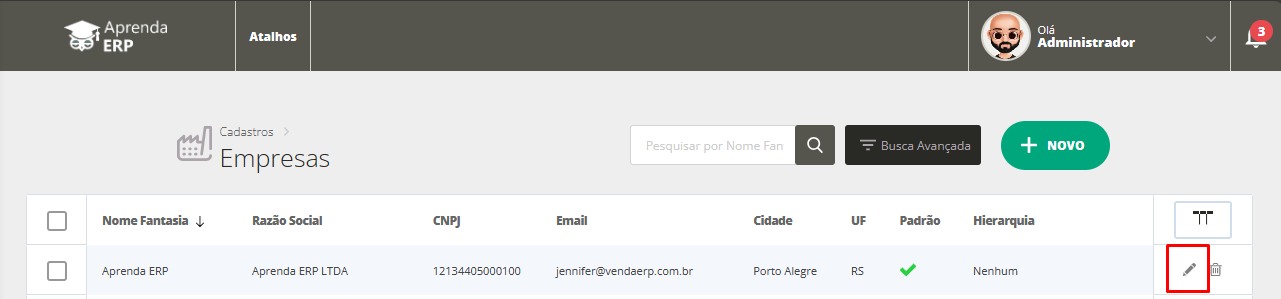 Aprenda
ERP
Atalhos
Olá
Administrador
3
Cadastros
Empresas
Pesquisar por Nome Fan
Busca Avançada
NOVO
Nome Fantasia Razão Social CNPJ Email Cidade UF Padrão Hierarquia
Aprenda ERP Aprenda ERP LTDA 12134405000100 jennifer@vendaerp.com.br Porto Alegre RS Nenhum